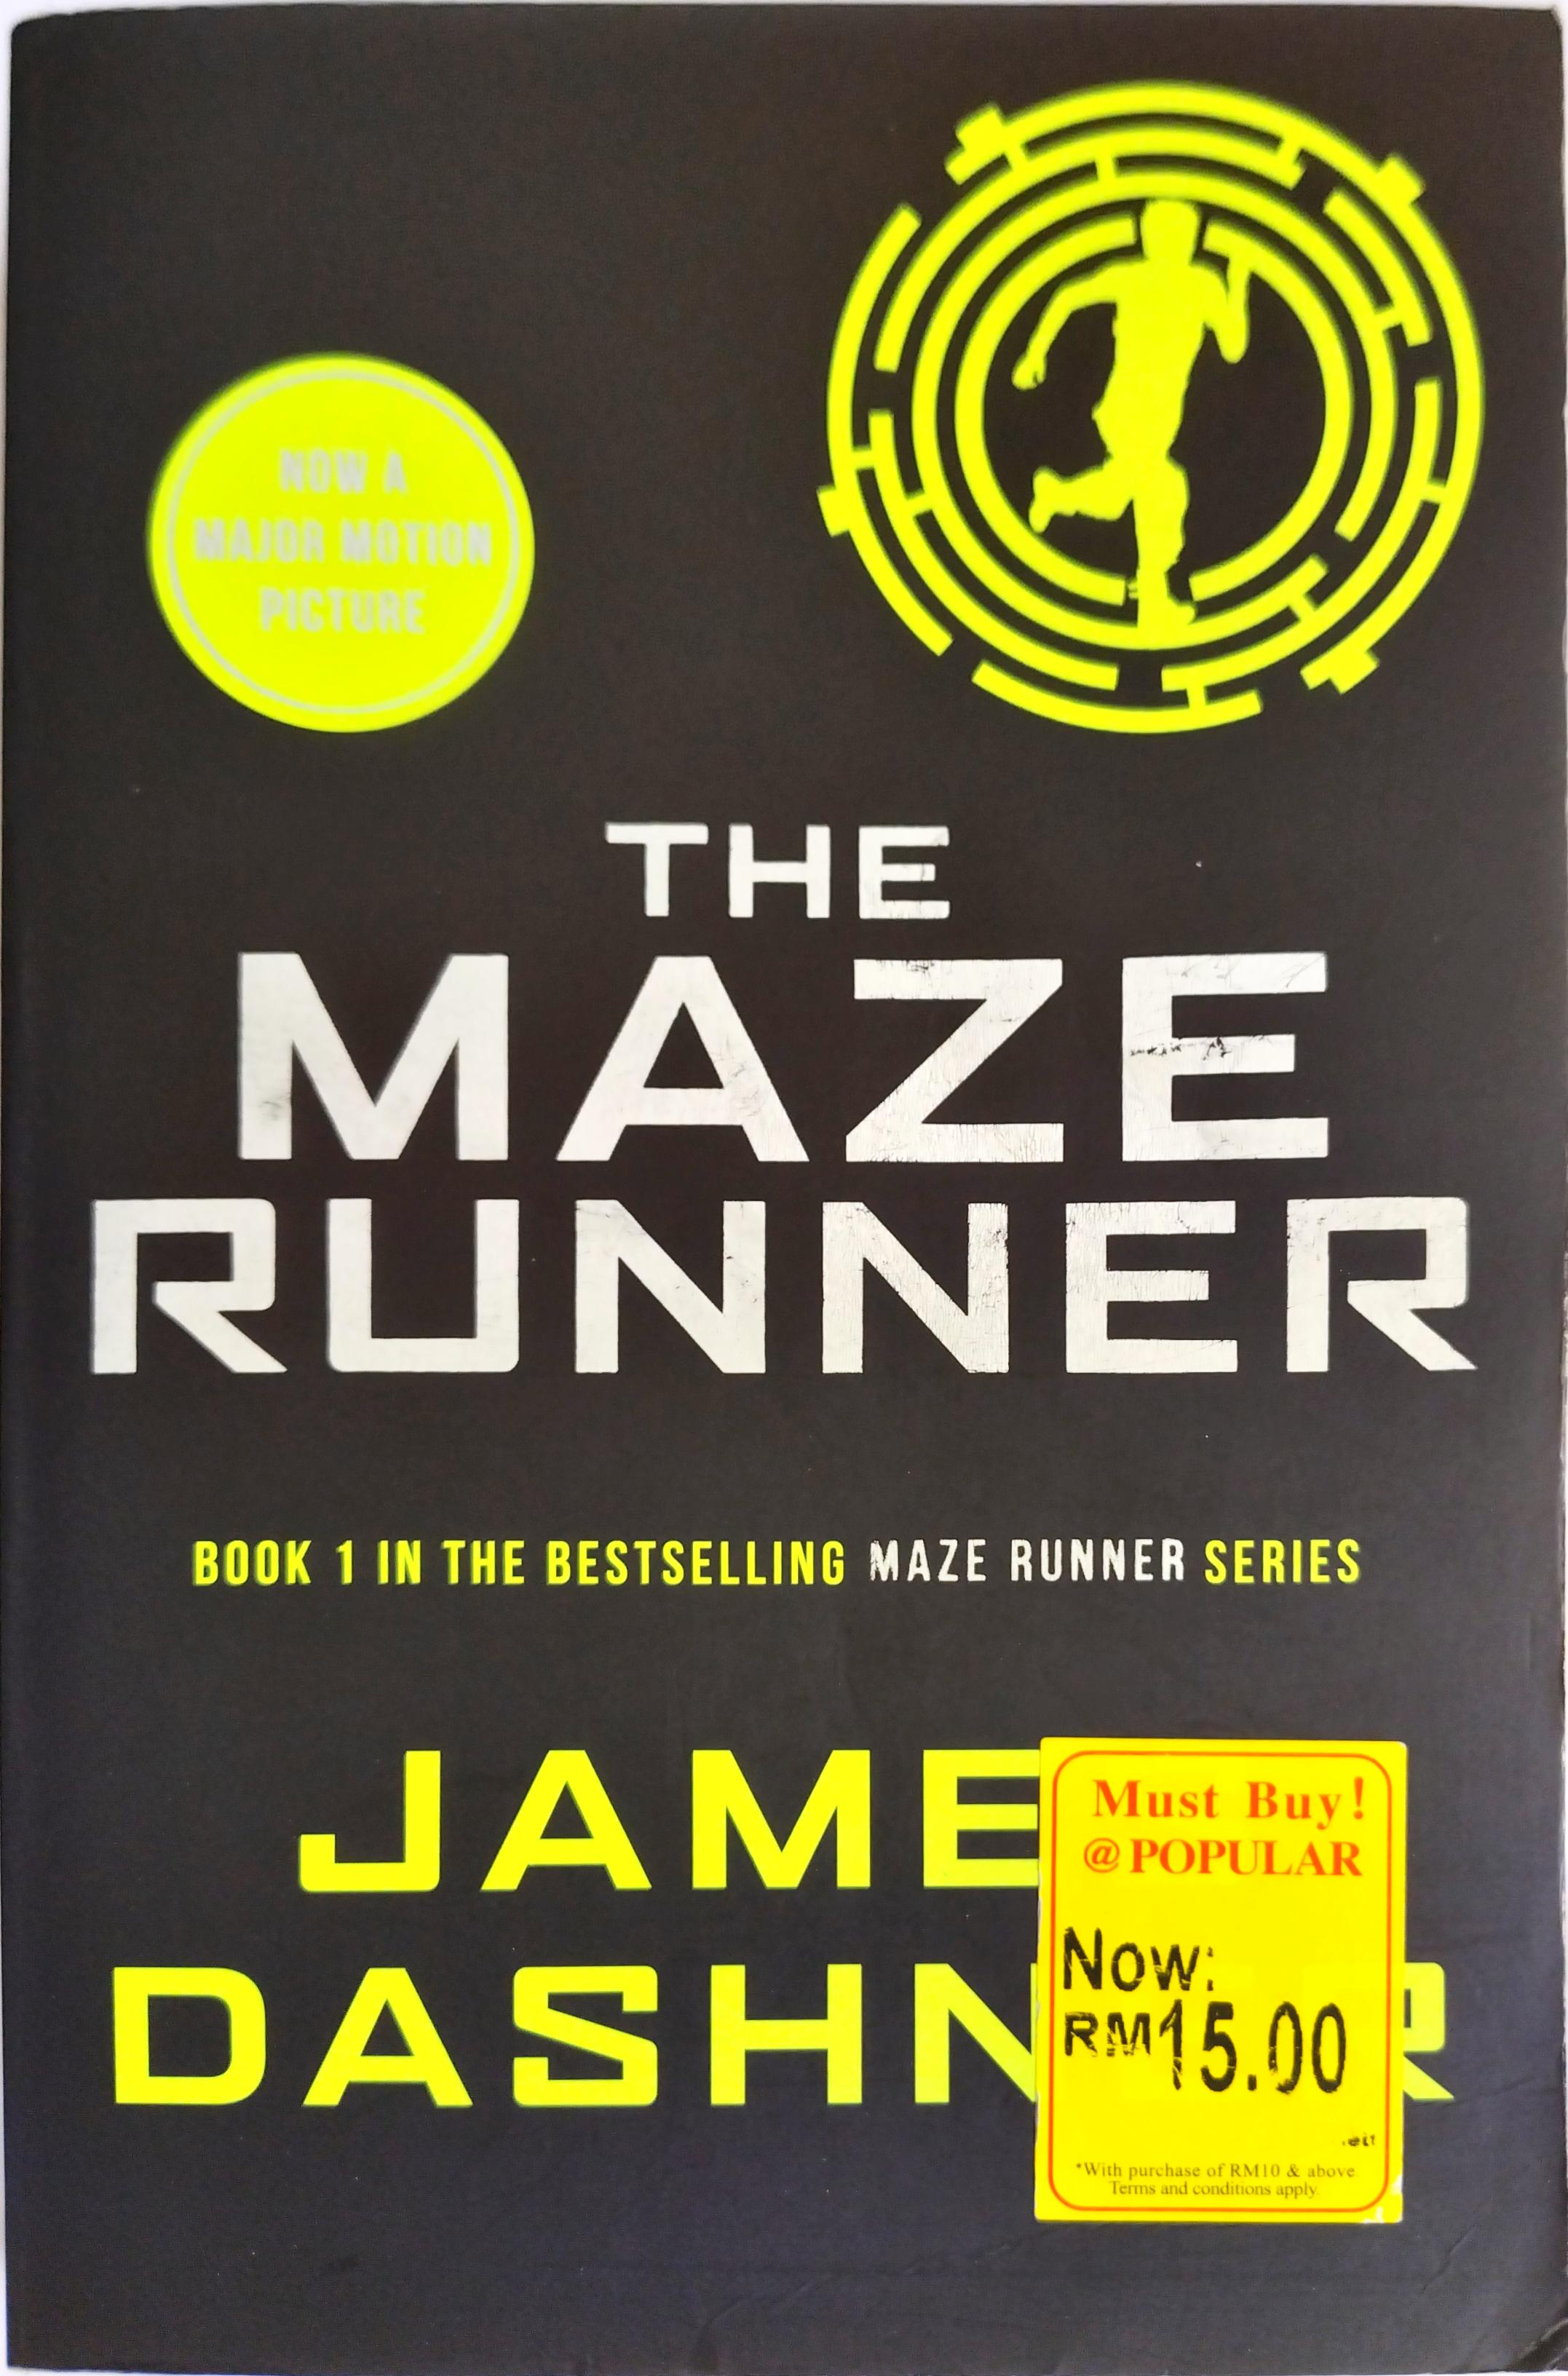 NOW A
MAJOR MOTION
PICTURE
THE
MAZE
RUNNER
BOOK 1 IN THE BESTSELLING MAZE RUNNER SERIES
JAME
DASHN R
Must Buy!
@ POPULAR
Now:
RM15.00
*With purchase of RM10 & above
Terms and conditions apply.